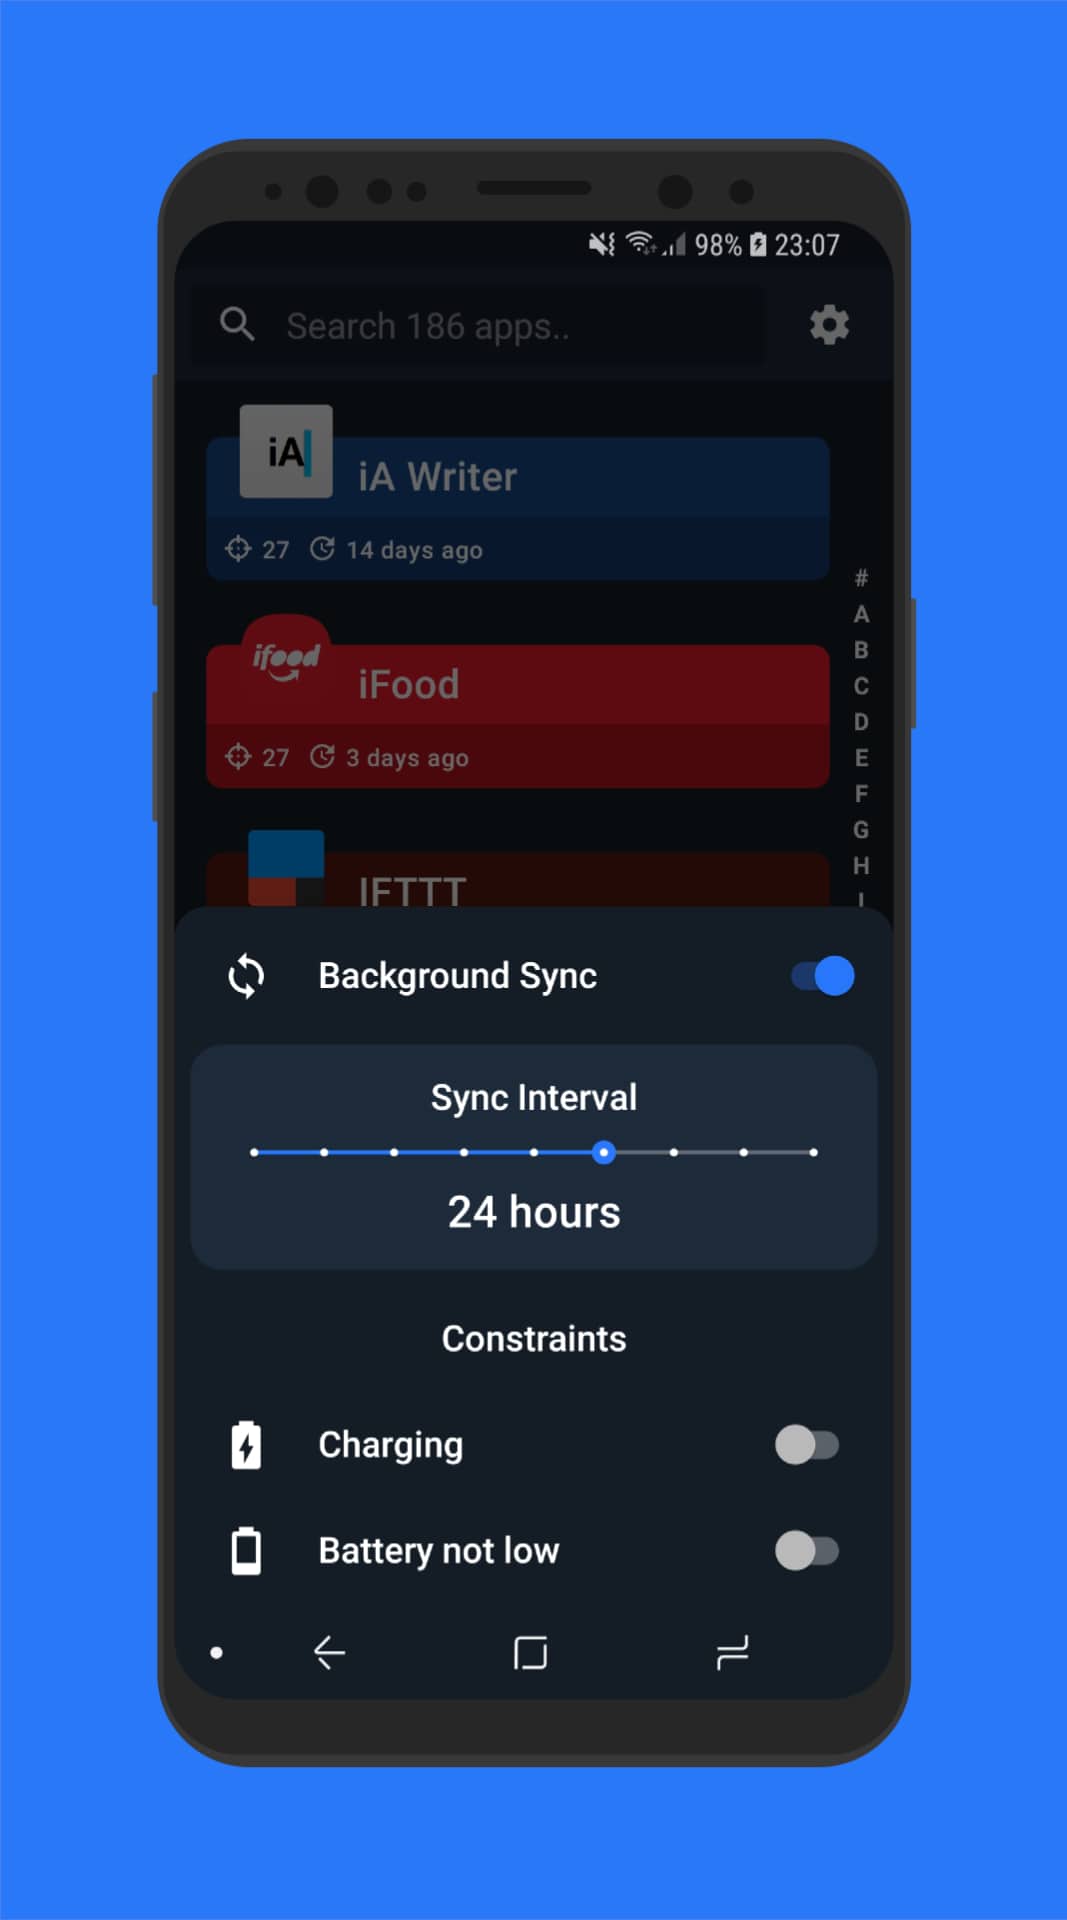 98% 23:07
Search 186 apps..
iA
iA Writer
27 14 days ago
ifood
iFood
27 3 days ago
IFTTT
#
A
B
C
D
E
F
G
H
I
Background Sync
Sync Interval
24 hours
Constraints
Charging
Battery not low